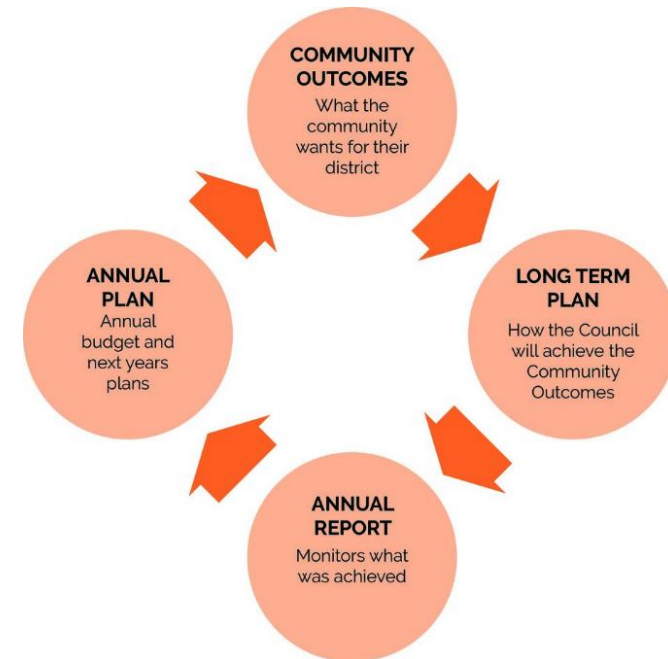 COMMUNITY
OUTCOMES
What the
community
wants for their
district
LONG TERM
PLAN
How the Council
will achieve the
Community
Outcomes
ANNUAL
REPORT
Monitors what
was achieved
ANNUAL
PLAN
Annual
budget and
next years
plans